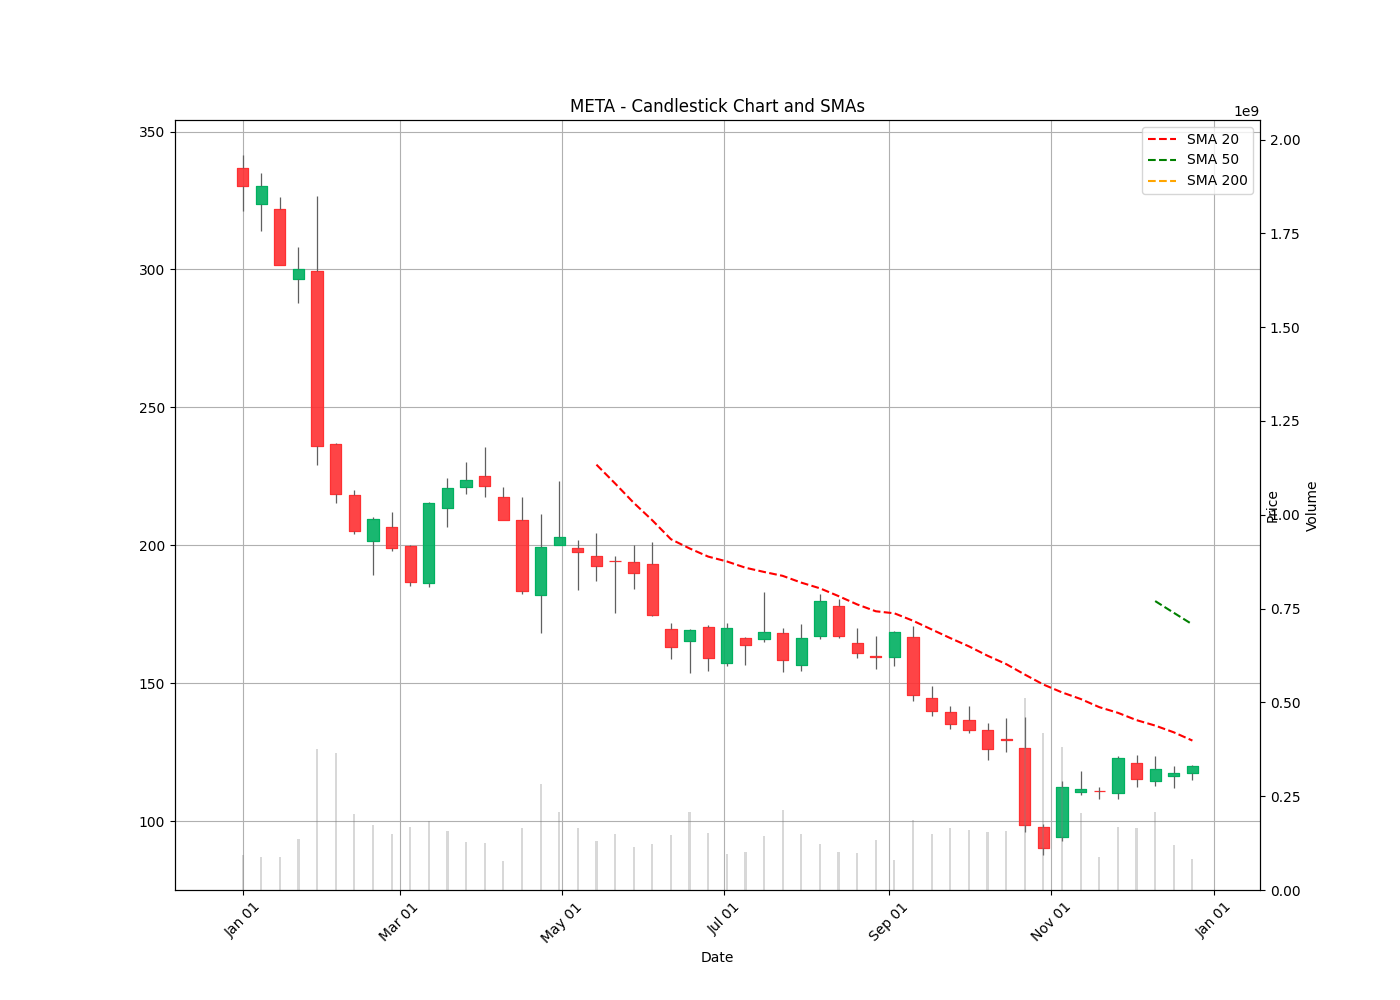 META - Candlestick Chart and SMAs
1e9
350
300
250
200
150
100
2.00
1.75
1.50
1.25
1.00
0.75
0.50
0.25
0.00
SMA 20
SMA 50
SMA 200
Price
Volume
Jan 01
Mar 01
May 01
Jul 01
Sep 01
Nov 01
Jan 01
Date